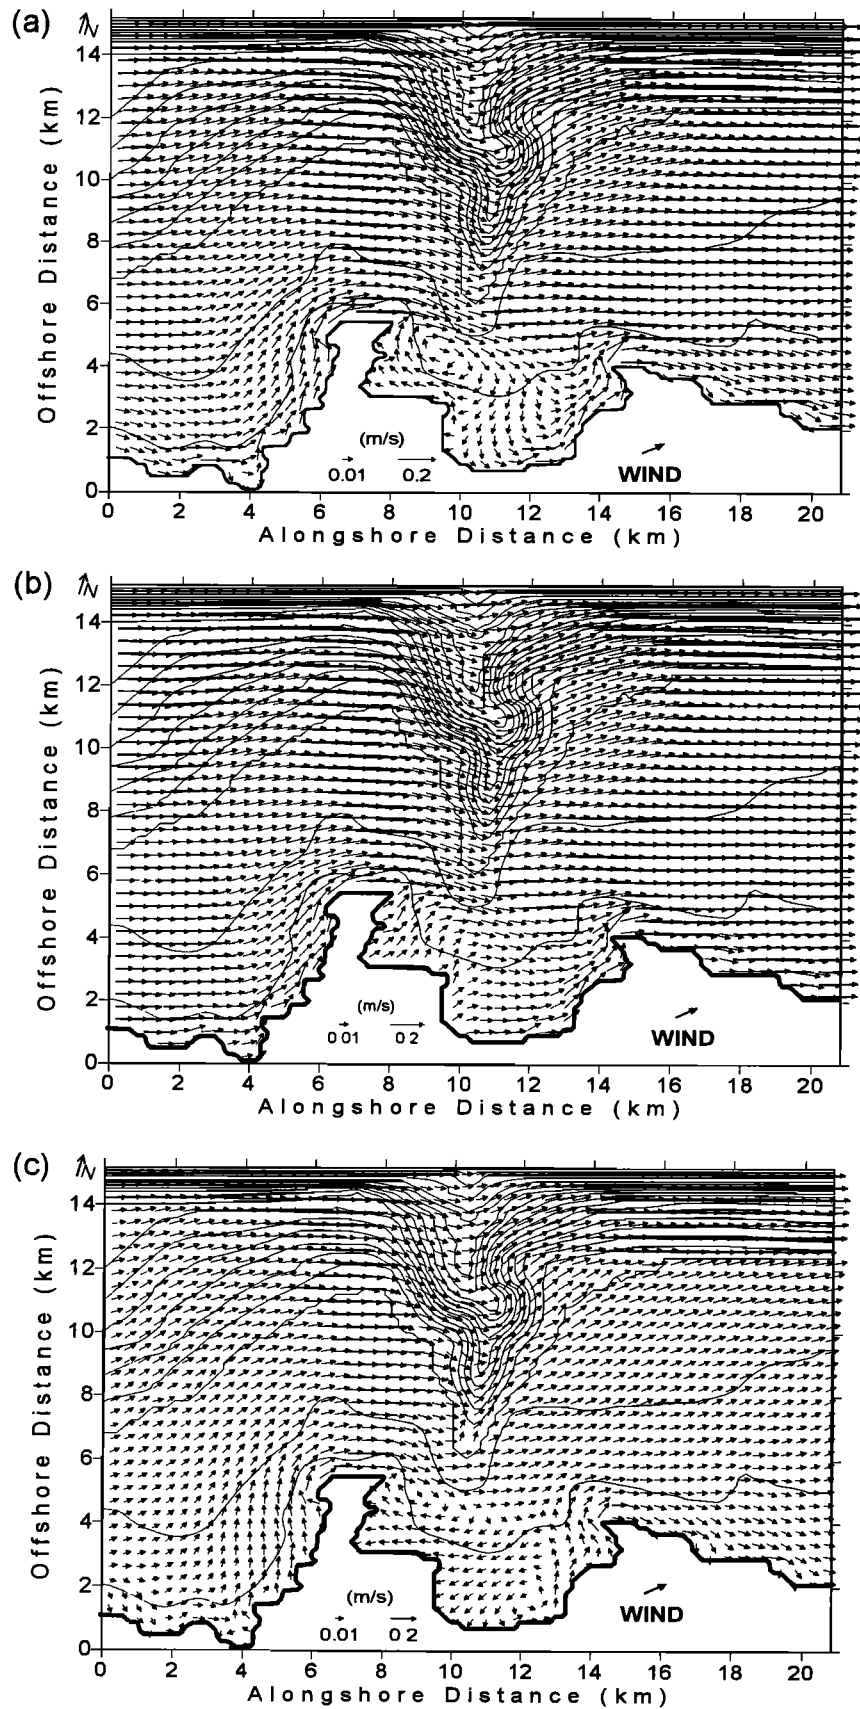 (a)
N
14
12
10
8
6
4
2
0
Offshore Distance (km)
(m/s)
0.01 0.2
WIND
0 2 4 6 8 10 12 14 16 18 20
Alongshore Distance (km)
(b)
N
14
12
10
8
6
4
2
0
Offshore Distance (km)
(m/s)
0 01 0 2
WIND
0 2 4 6 8 10 12 14 16 18 20
Alongshore Distance (km)
(c)
N
14
12
10
8
6
4
2
0
Offshore Distance (km)
(m/s)
0.01 0 2
WIND
0 2 4 6 8 10 12 14 16 18 20
Alongshore Distance (km)